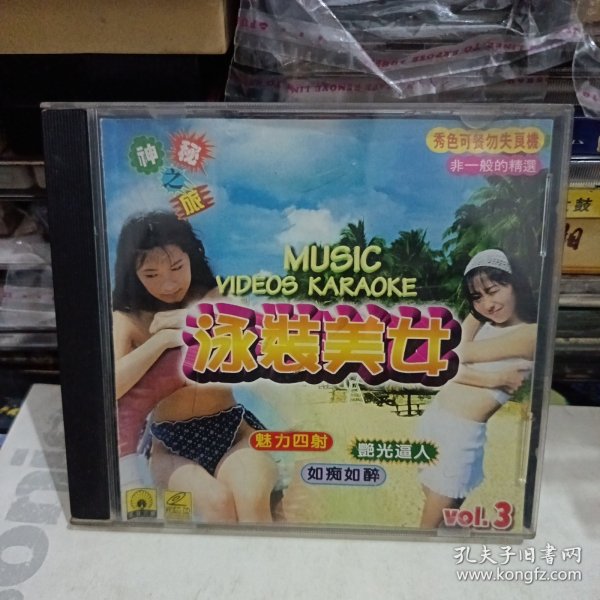 神秘之旅
秀色可餐勿失良機
非一般的精選
MUSIC
VIDEOS KARAOKE
泳裝美女
魅力四射
艷光逼人
如痴如醉
vol. 3
孔夫子旧书网
www.kongfz.com